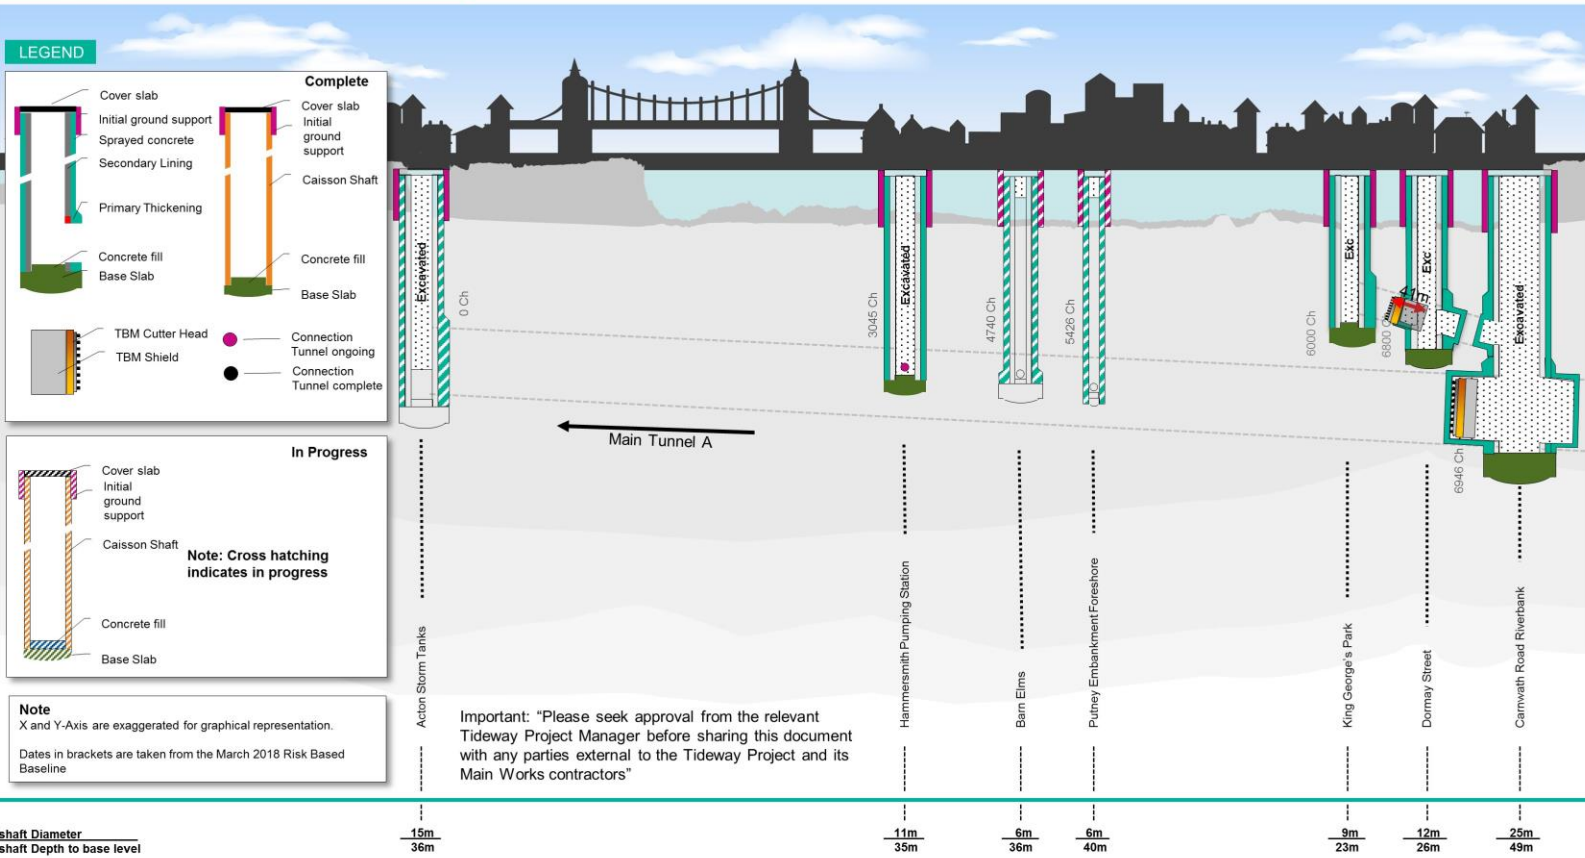 LEGEND
Complete
Cover slab
Initial ground support
Sprayed concrete
Secondary Lining
Primary Thickening
Concrete fill
Base Slab
Cover slab
Initial
ground
support
Caisson Shaft
Concrete fill
Base Slab
TBM Cutter Head
TBM Shield
Connection
Tunnel ongoing
Connection
Tunnel complete
In Progress
Cover slab
Initial
ground
support
Caisson Shaft
Note: Cross hatching
indicates in progress
Concrete fill
Base Slab
Note
X and Y-Axis are exaggerated for graphical representation.
Dates in brackets are taken from the March 2018 Risk Based
Baseline
Excavated
0 Ch
Main Tunnel A
Excavated
3045 Ch
4740 Ch
5426 Ch
Exc
6000 Ch
Exc
41m
6800 C
Excavated
6946 Ch
Acton Storm Tanks
Hammersmith Pumping Station
Barn Elms
Putney Embankment Foreshore
King George's Park
Dormay Street
Carnwath Road Riverbank
Important: “Please seek approval from the relevant
Tideway Project Manager before sharing this document
with any parties external to the Tideway Project and its
Main Works contractors”
shaft Diameter
15m
11m
6m
6m
9m
12m
25m
shaft Depth to base level
36m
35m
36m
40m
23m
26m
49m